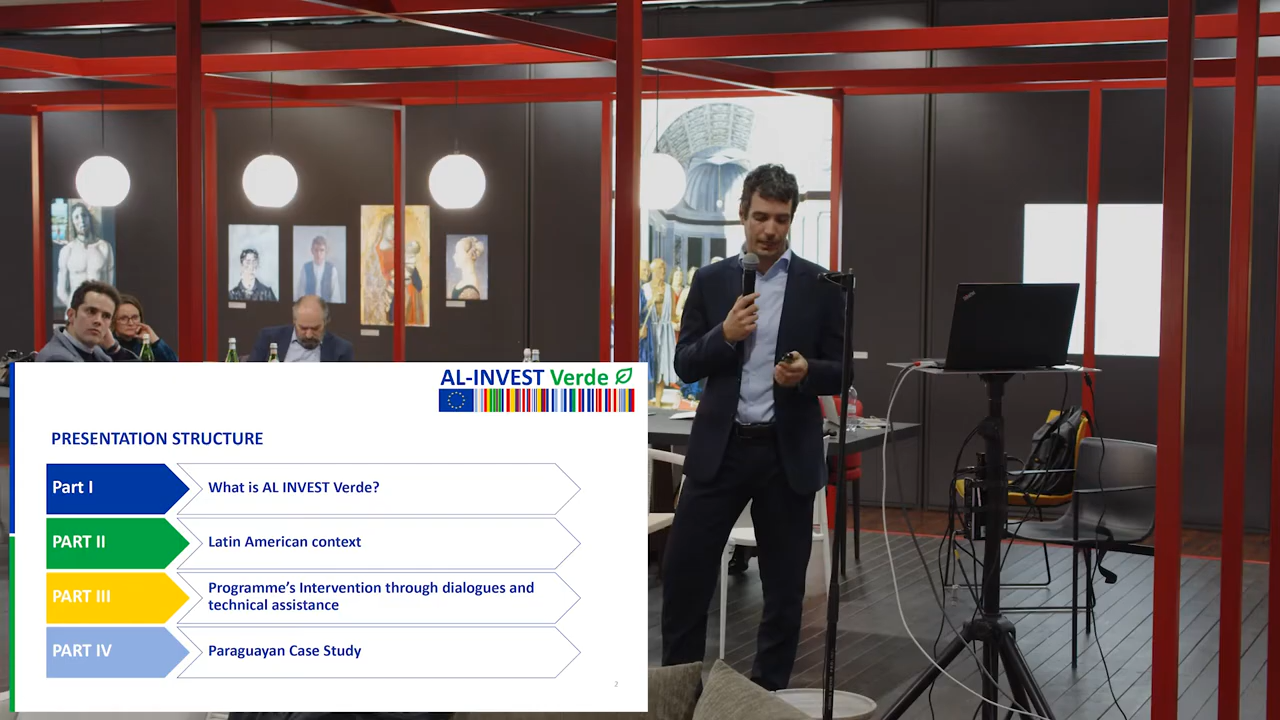 AL-INVEST Verde
PRESENTATION STRUCTURE
Part I
What is AL INVEST Verde?
PART II
Latin American context
PART III
Programme's Intervention through dialogues and
technical assistance
PART IV
Paraguayan Case Study
2